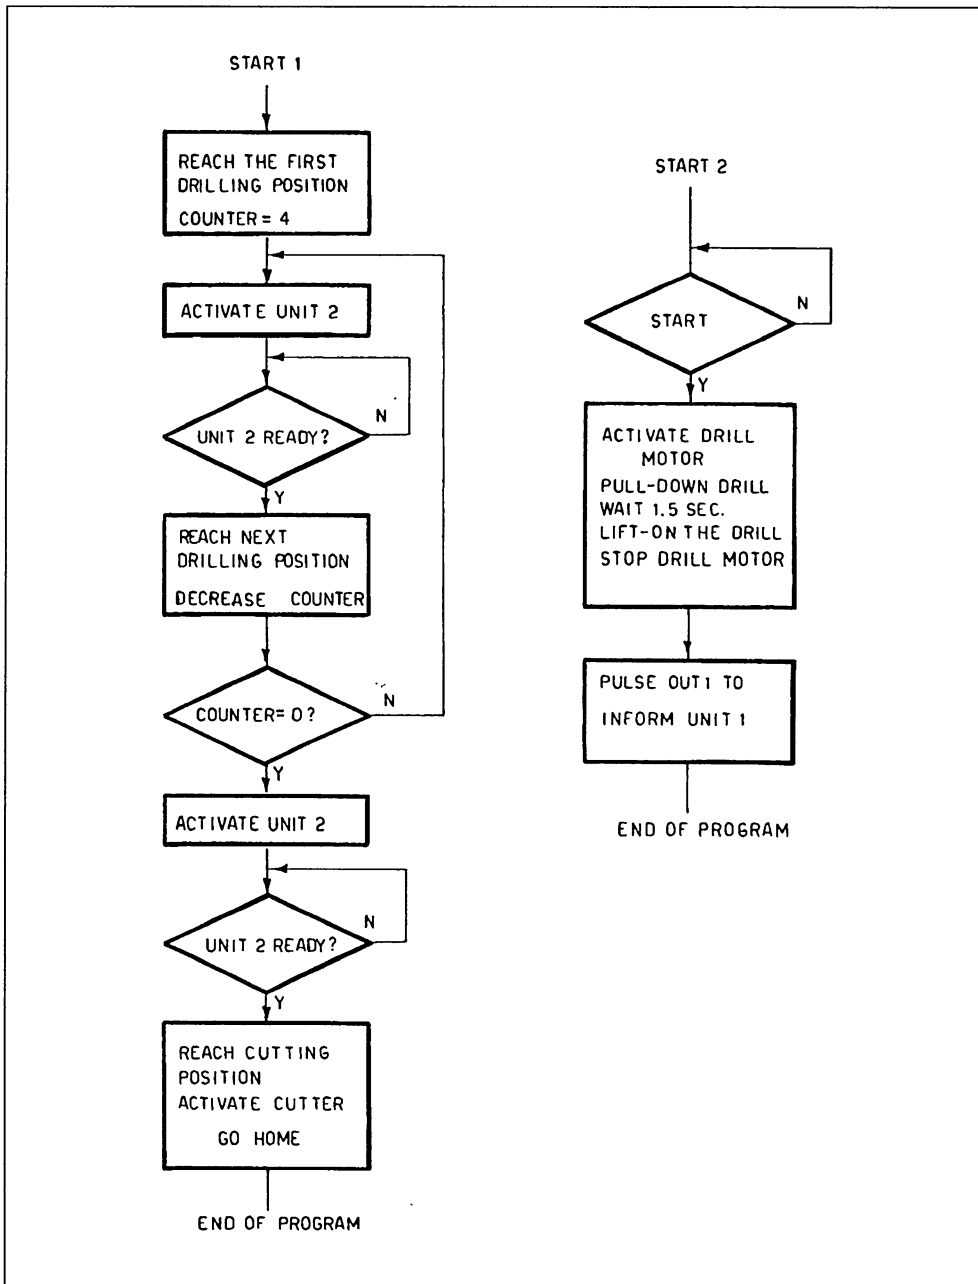 START 1
REACH THE FIRST
DRILLING POSITION
COUNTER = 4
ACTIVATE UNIT 2
N
UNIT 2 READY?
Y
REACH NEXT
DRILLING POSITION
DECREASE COUNTER
N
COUNTER= 0?
Y
ACTIVATE UNIT 2
N
UNIT 2 READY?
Y
REACH CUTTING
POSITION
ACTIVATE CUTTER
GO HOME
END OF PROGRAM
START 2
N
START
Y
ACTIVATE DRILL
MOTOR
PULL-DOWN DRILL
WAIT 1.5 SEC.
LIFT-ON THE DRILL
STOP DRILL MOTOR
PULSE OUT1 TO
INFORM UNIT 1
END OF PROGRAM